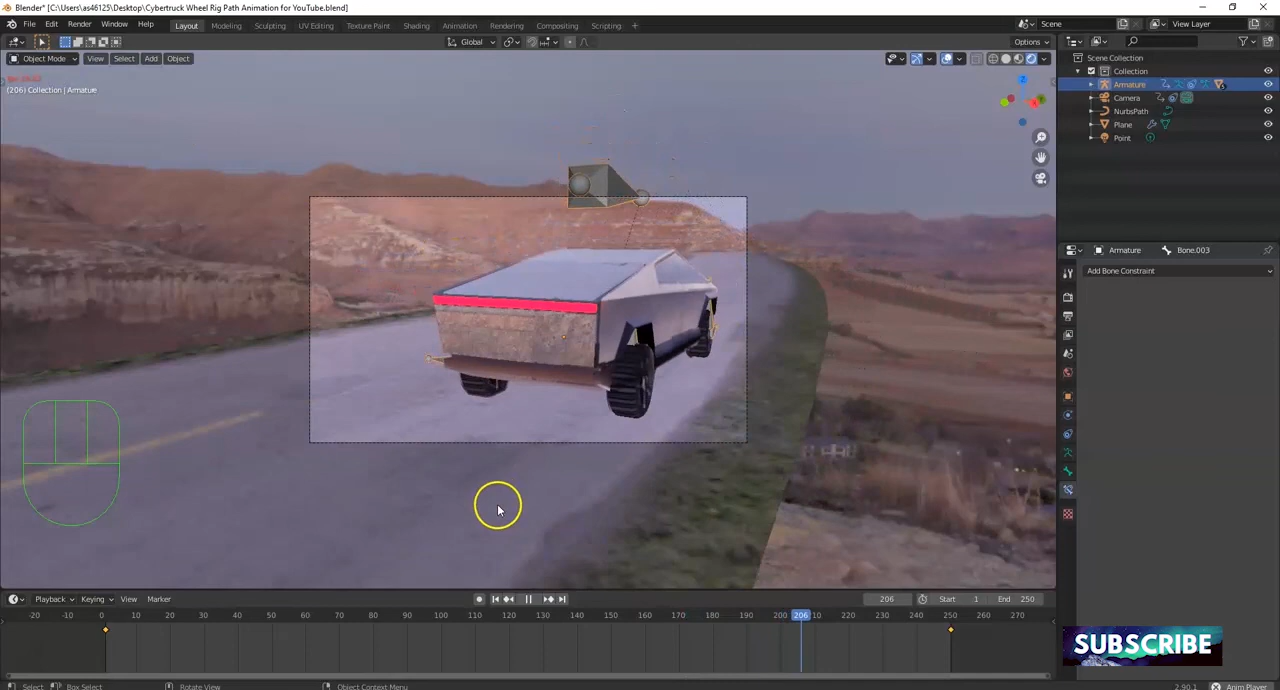 Blender* [C:\Users\as46125\Desktop\Cybertruck Wheel Rig Path Animation for YouTube.blend]
File Edit Render Window Help Layout Modeling Sculpting UV Editing Texture Paint Shading Animation Rendering Compositing Scripting + Scene View Layer
Global Options
Object Mode View Select Add Object
(206) Collection | Armature
Scene Collection
Collection
Armature
Camera
NurbsPath
Plane
Point
Armature Bone.003
Add Bone Constraint
Playback Keying View Marker 206 Start 1 End 250
-20 -10 0 10 20 30 40 50 60 70 80 90 100 110 120 130 140 150 160 170 180 190 200 206 10 220 230 240 250 260 270
SUBSCRIBE
Select Box Select Rotate View Object Context Menu 2.90.1 Anim Player